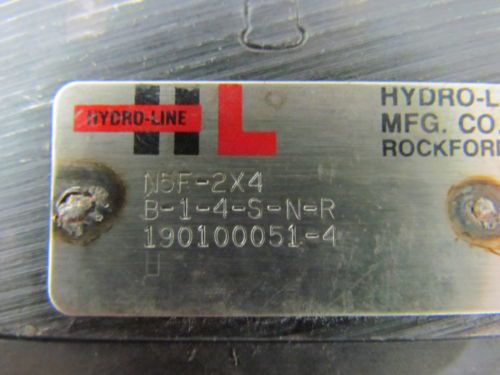 HYDRO-LINE
HL
HYDRO-L
MFG. CO.
ROCKFORD
N5F-2X4
B-1-4-S-N-R
190100051-4